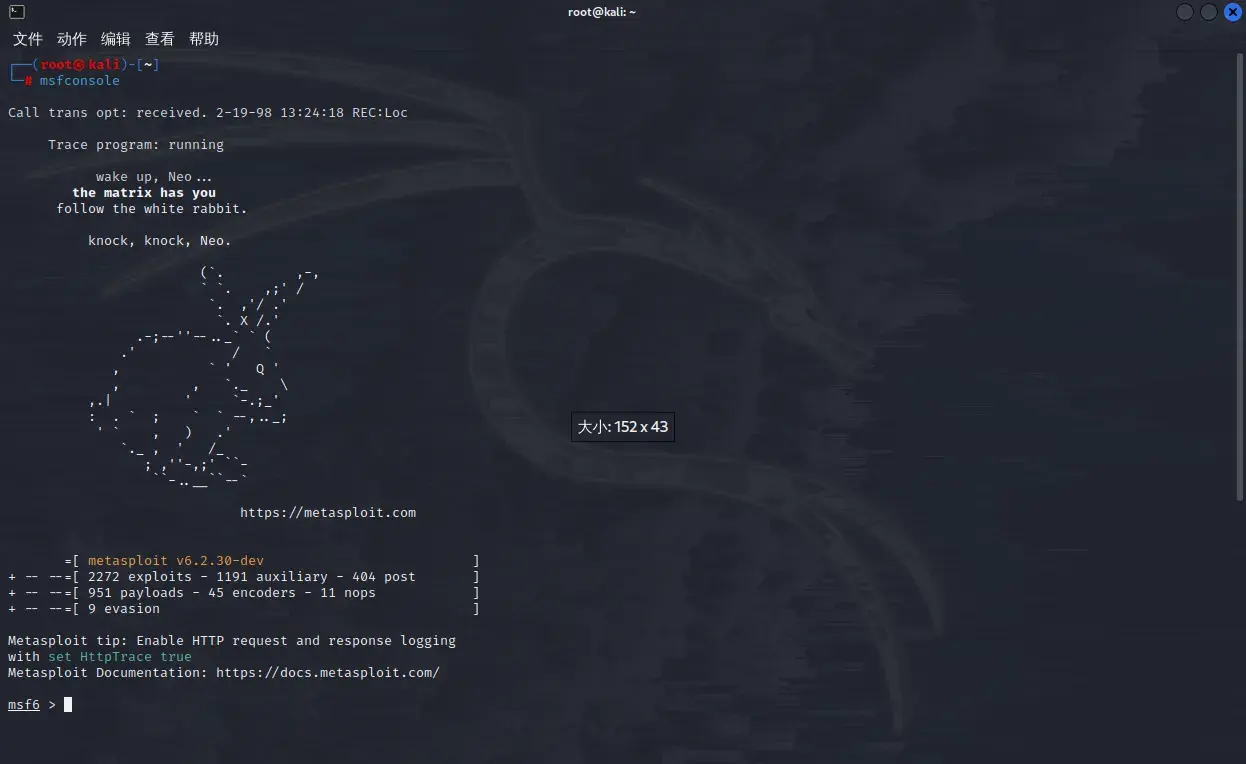 root@kali: ~
文件 动作 编辑 查看 帮助
┌──(root㉿kali)-[~]
└─# msfconsole
Call trans opt: received. 2-19-98 13:24:18 REC:Loc
Trace program: running
wake up, Neo...
the matrix has you
follow the white rabbit.
knock, knock, Neo.
(`.         ,-,
` `.    ,;' /
`.  ,'/ .'
`. X /.'
.-;--''--.._` ` (
.'            /   `
,           ` '   Q '
,         ,   `._    \
,.|         '     `-.;_'
:  . `  ;    `  ` --,.._;
' `    ,   )   .'
`._ ,  '   /_
; ,''-,;' ``-
``-..__``--`
大小: 152 x 43
https://metasploit.com
=[ metasploit v6.2.30-dev                          ]
+ -- --=[ 2272 exploits - 1191 auxiliary - 404 post       ]
+ -- --=[ 951 payloads - 45 encoders - 11 nops            ]
+ -- --=[ 9 evasion                                       ]
Metasploit tip: Enable HTTP request and response logging
with set HttpTrace true
Metasploit Documentation: https://docs.metasploit.com/
msf6 >